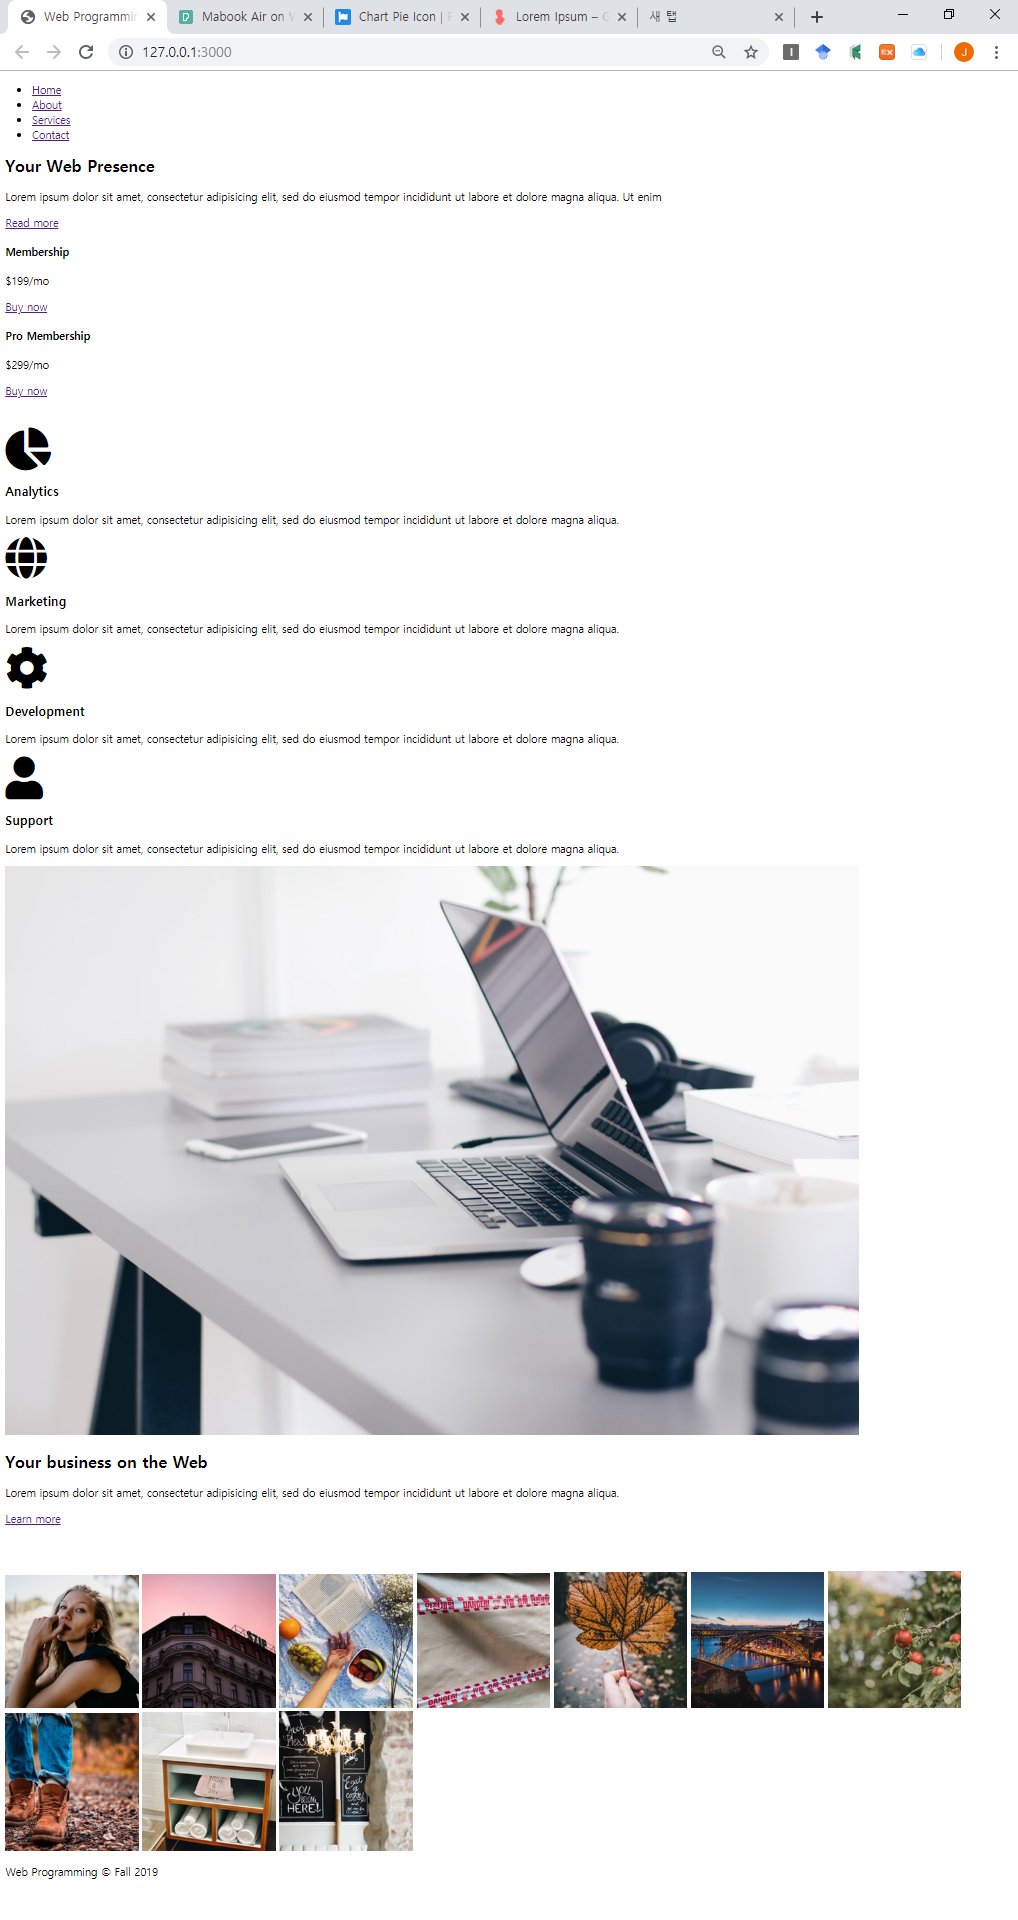 Web Programmin
Mabook Air on
Chart Pie Icon |
Lorem Ipsum –
새 탭
127.0.0.1:3000
Home
About
Services
Contact
Your Web Presence
Lorem ipsum dolor sit amet, consectetur adipisicing elit, sed do eiusmod tempor incididunt ut labore et dolore magna aliqua. Ut enim
Read more
Membership
$199/mo
Buy now
Pro Membership
$299/mo
Buy now
Analytics
Lorem ipsum dolor sit amet, consectetur adipisicing elit, sed do eiusmod tempor incididunt ut labore et dolore magna aliqua.
Marketing
Lorem ipsum dolor sit amet, consectetur adipisicing elit, sed do eiusmod tempor incididunt ut labore et dolore magna aliqua.
Development
Lorem ipsum dolor sit amet, consectetur adipisicing elit, sed do eiusmod tempor incididunt ut labore et dolore magna aliqua.
Support
Lorem ipsum dolor sit amet, consectetur adipisicing elit, sed do eiusmod tempor incididunt ut labore et dolore magna aliqua.
Your business on the Web
Lorem ipsum dolor sit amet, consectetur adipisicing elit, sed do eiusmod tempor incididunt ut labore et dolore magna aliqua.
Learn more
DANGER!
DANGER!
YOU
BELONG
HERE!
Web Programming © Fall 2019